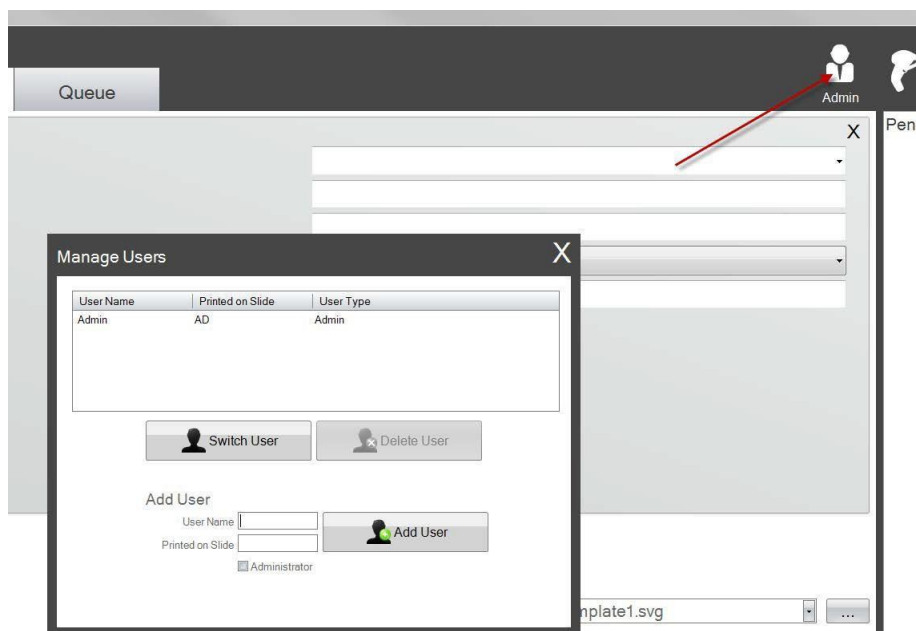 Queue
Admin
X
Pen
Manage Users X
User Name Printed on Slide User Type
Admin AD Admin
Switch User Delete User
Add User
User Name
Add User
Printed on Slide
Administrator
mplate1.svg ...